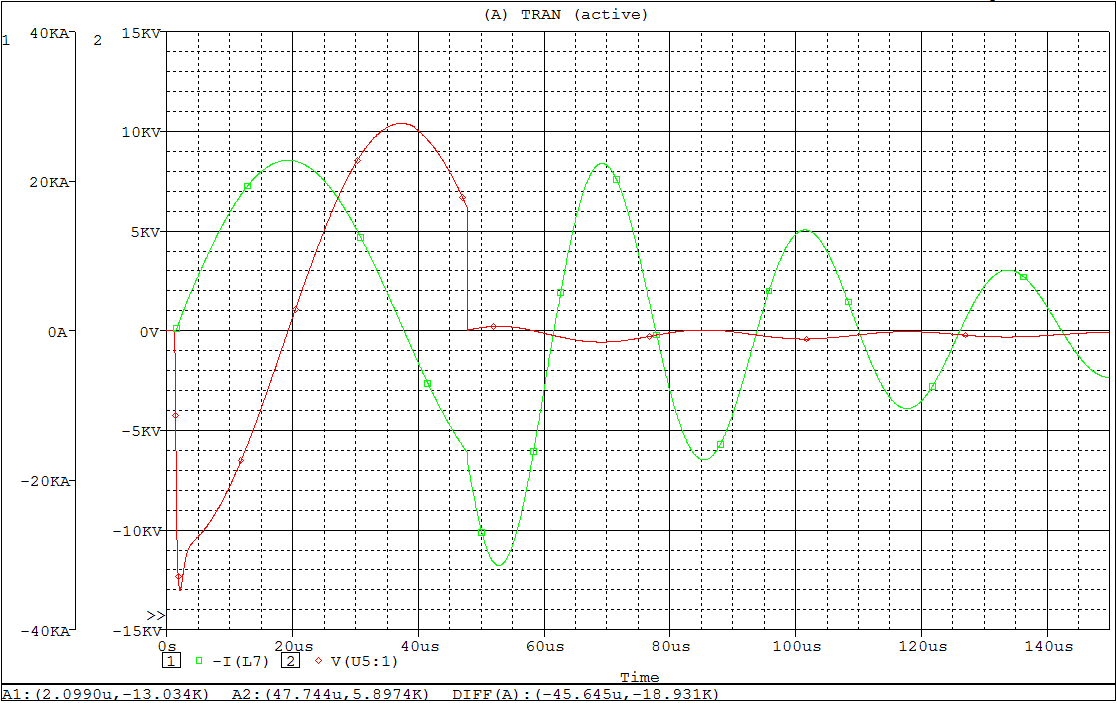 (A) TRAN (active)
1 40KA 2 15KV
10KV
20KA
5KV
0A 0V
-5KV
-20KA
-10KV
>>
-40KA -15KV
0s 20us 40us 60us 80us 100us 120us 140us
1 -I(L7) 2 V(U5:1)
Time
A1:(2.0990u,-13.034K) A2:(47.744u,5.8974K) DIFF(A):(-45.645u,-18.931K)